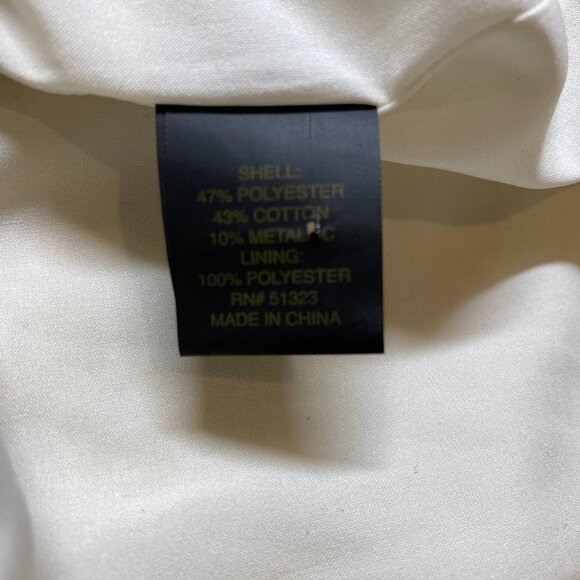 SHELL:
47% POLYESTER
43% COTTON
10% METALLIC
LINING:
100% POLYESTER
RN# 51323
MADE IN CHINA